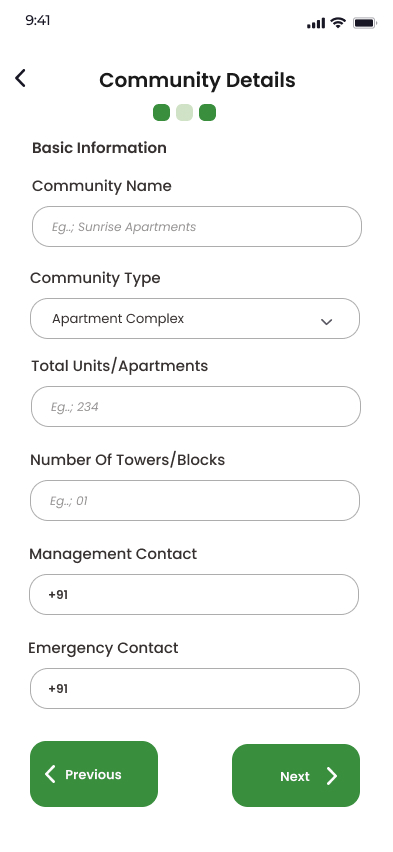 9:41
Community Details
Basic Information
Community Name
Eg..; Sunrise Apartments
Community Type
Apartment Complex
Total Units/Apartments
Eg..; 234
Number Of Towers/Blocks
Eg..; 01
Management Contact
+91
Emergency Contact
+91
Previous
Next